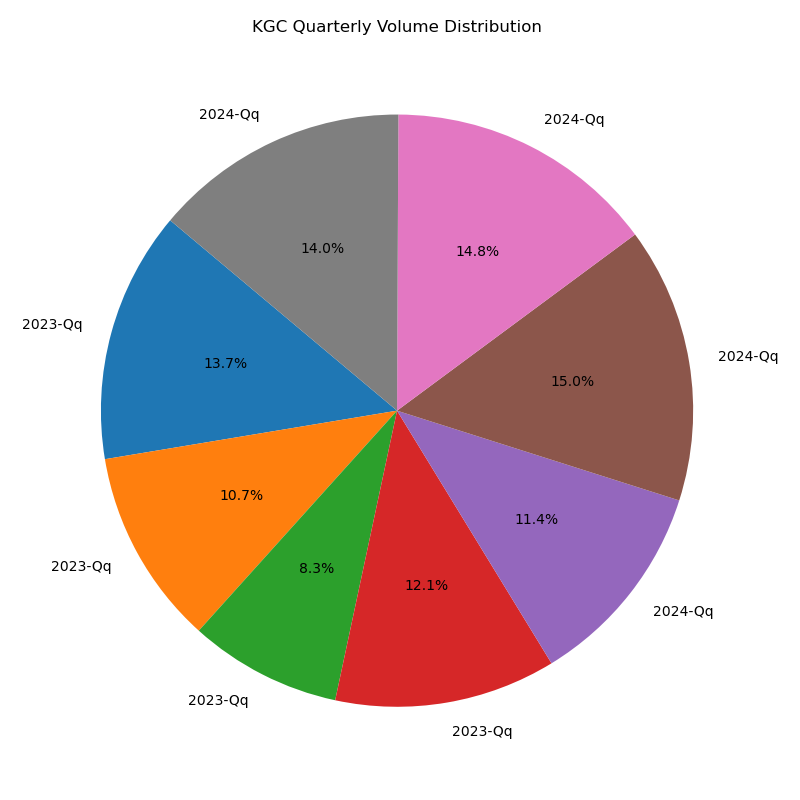 KGC Quarterly Volume Distribution
2024-Qq
2024-Qq
14.0%
14.8%
2023-Qq
13.7%
2024-Qq
15.0%
10.7%
11.4%
2023-Qq
8.3%
12.1%
2024-Qq
2023-Qq
2023-Qq